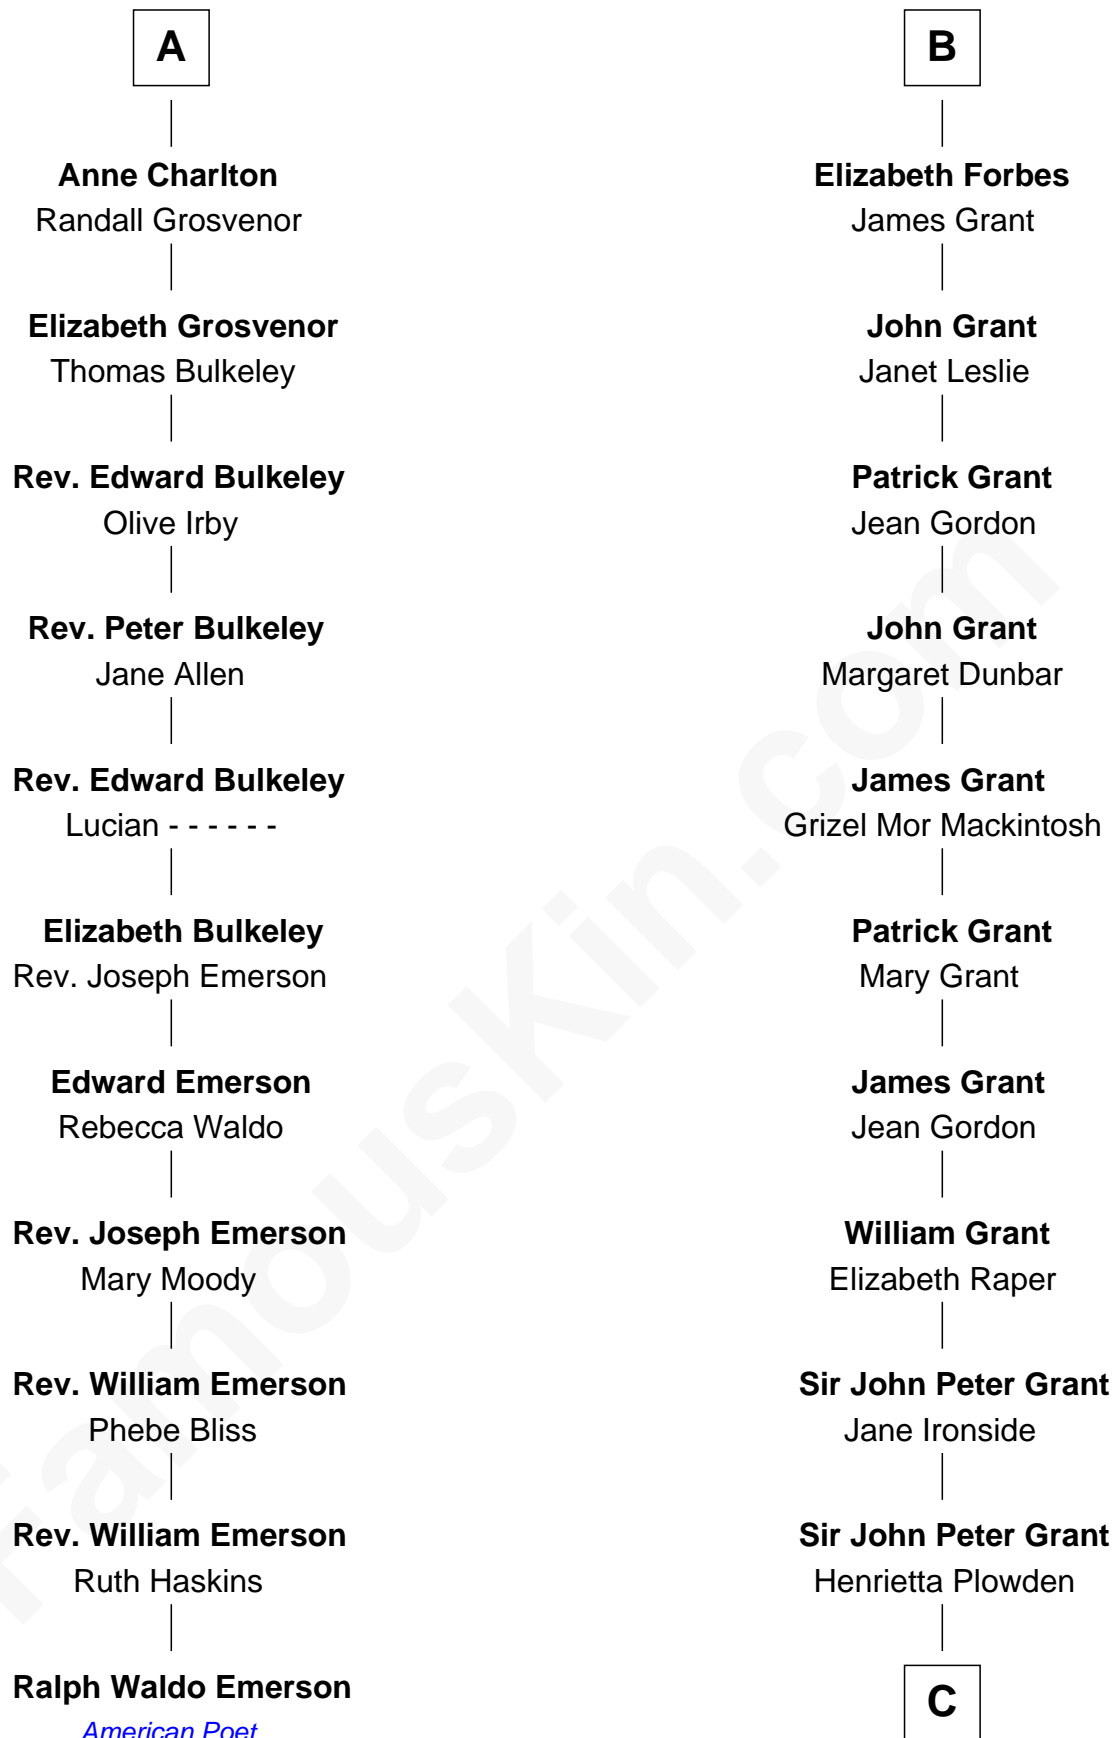 A
Anne Charlton
Randall Grosvenor
Elizabeth Grosvenor
Thomas Bulkeley
Rev. Edward Bulkeley
Olive Irby
Rev. Peter Bulkeley
Jane Allen
Rev. Edward Bulkeley
Lucian - - - - - -
Elizabeth Bulkeley
Rev. Joseph Emerson
Edward Emerson
Rebecca Waldo
Rev. Joseph Emerson
Mary Moody
Rev. William Emerson
Phebe Bliss
Rev. William Emerson
Ruth Haskins
Ralph Waldo Emerson
American Poet
B
Elizabeth Forbes
James Grant
John Grant
Janet Leslie
Patrick Grant
Jean Gordon
John Grant
Margaret Dunbar
James Grant
Grizel Mor Mackintosh
Patrick Grant
Mary Grant
James Grant
Jean Gordon
William Grant
Elizabeth Raper
Sir John Peter Grant
Jane Ironside
Sir John Peter Grant
Henrietta Plowden
C
FamousKin.com